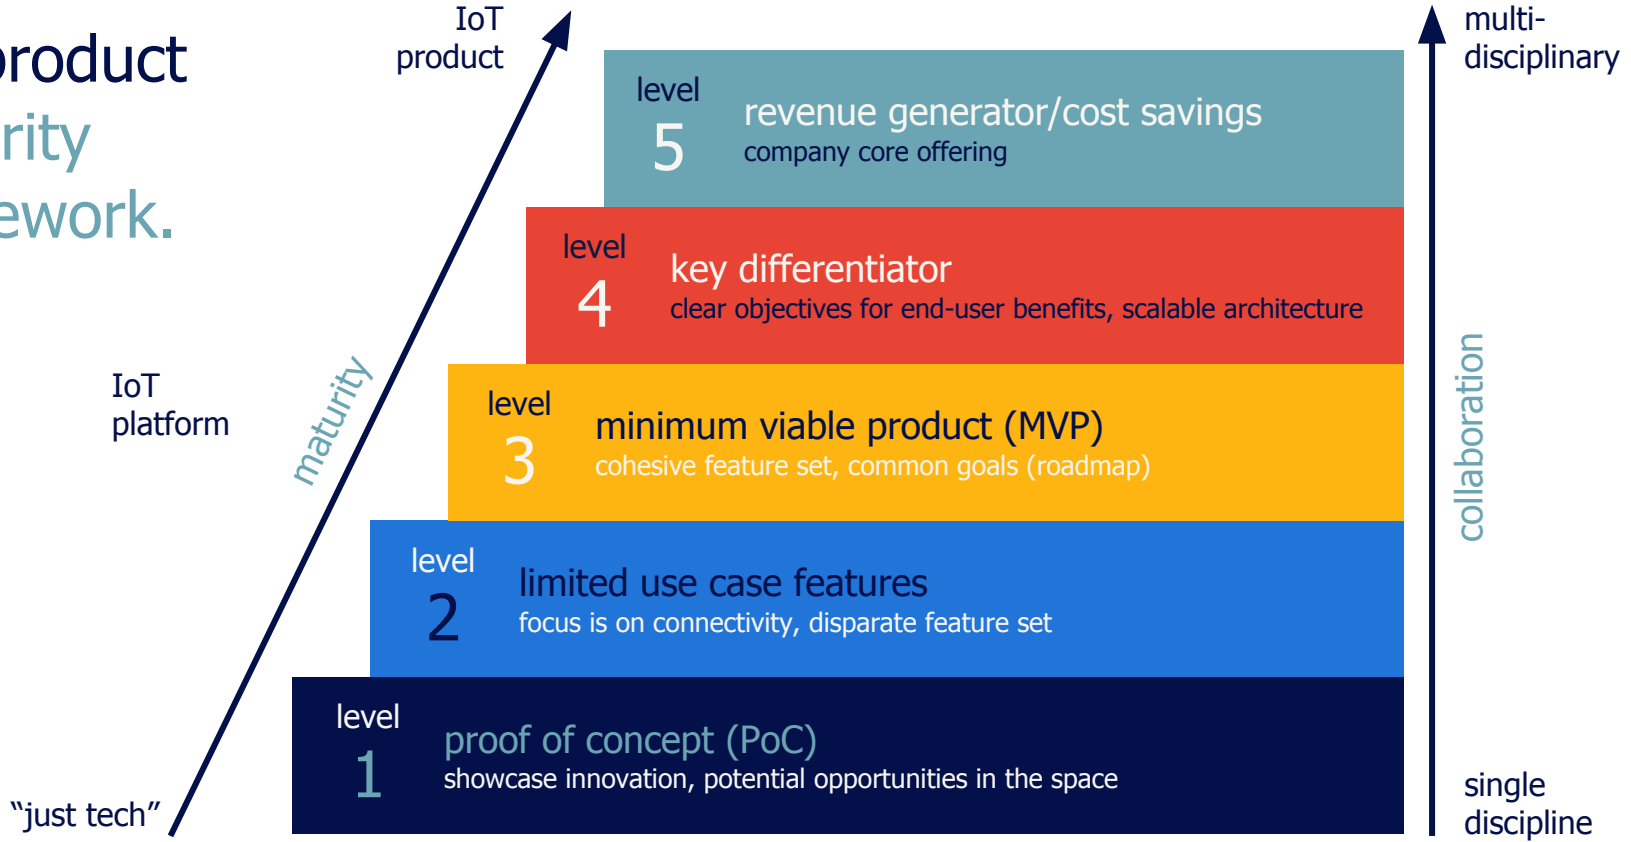 product
rity
ework.
IoT
product
multi-
disciplinary
level
5
revenue generator/cost savings
company core offering
level
4
key differentiator
clear objectives for end-user benefits, scalable architecture
IoT
platform
maturity
level
3
minimum viable product (MVP)
cohesive feature set, common goals (roadmap)
collaboration
level
2
limited use case features
focus is on connectivity, disparate feature set
level
1
proof of concept (PoC)
showcase innovation, potential opportunities in the space
"just tech"
single
discipline